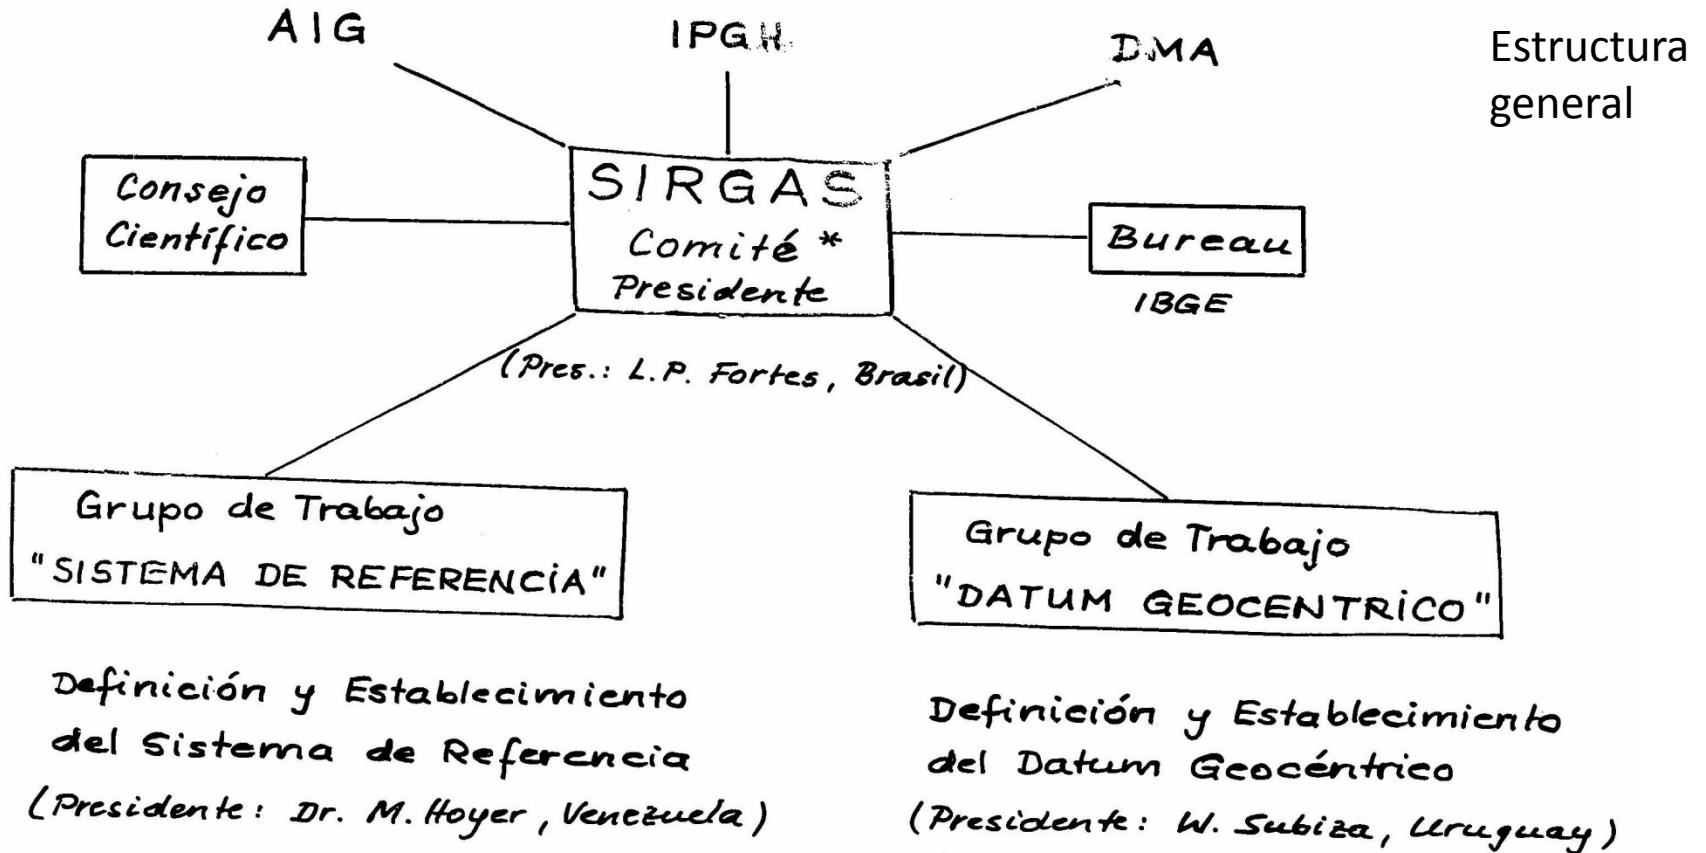 AIG
IPGH
DMA
Estructura
general
Consejo
Científico
SIRGAS
Comité *
Presidente
Bureau
IBGE
(Pres.: L.P. Fortes, Brasil)
Grupo de Trabajo
"SISTEMA DE REFERENCIA"
Grupo de Trabajo
"DATUM GEOCENTRICO"
Definición y Establecimiento
del Sistema de Referencia
(Presidente: Dr. M. Hoyer, Venezuela)
Definición y Establecimiento
del Datum Geocéntrico
(Presidente: W. Subiza, Uruguay)